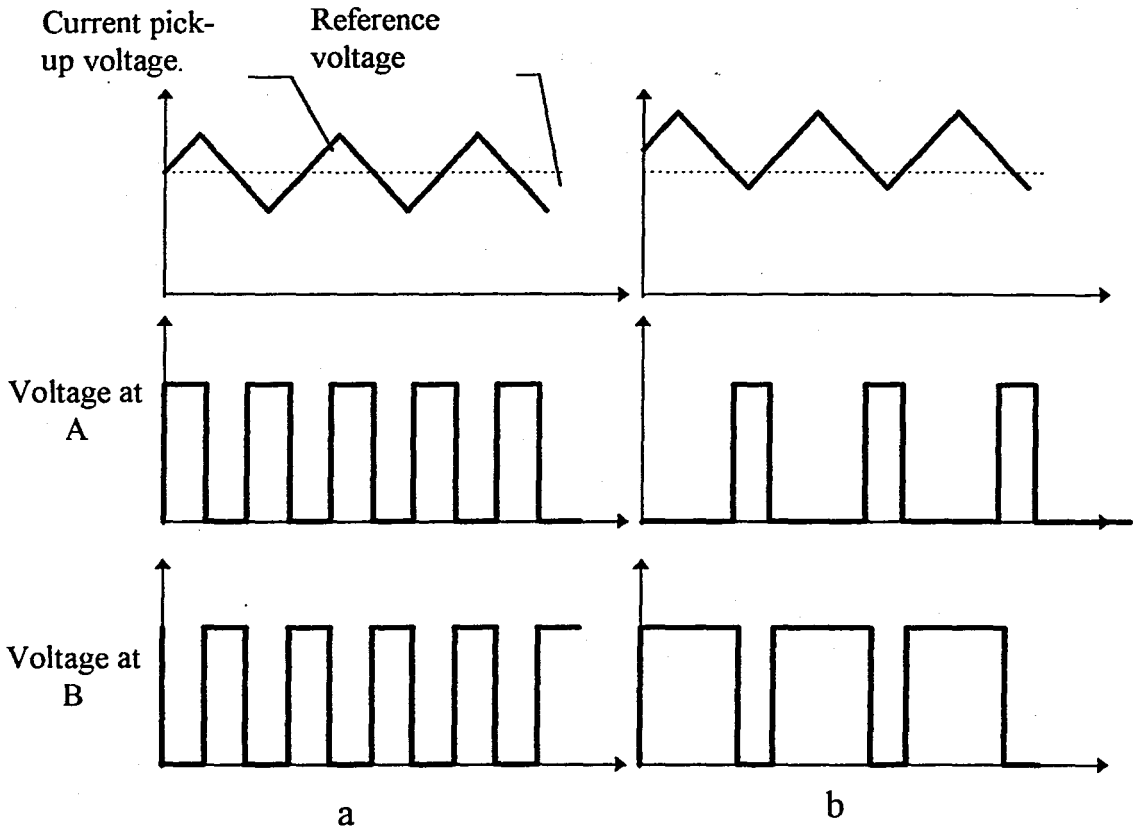 Current pick-
up voltage.
Reference
voltage
Voltage at
A
Voltage at
B
a
b